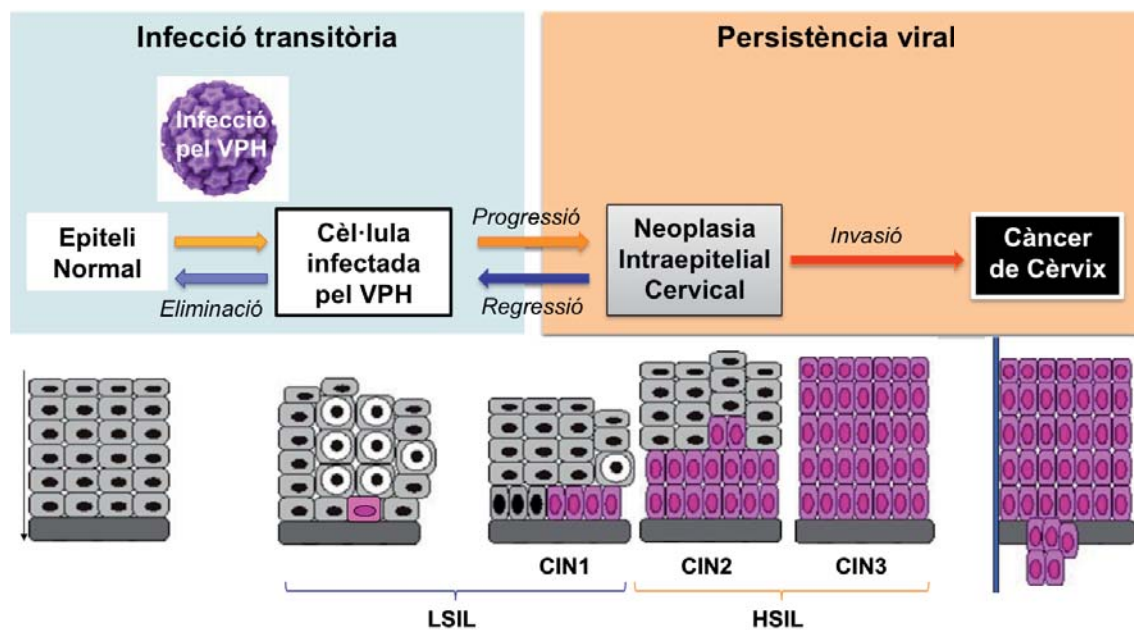 Infecció transitòria
Persistència viral
Infecció
pel VPH
Epiteli
Normal
Eliminació
Cèl·lula
infectada
pel VPH
Progressió
Regressió
Neoplasia
Intraepitelial
Cervical
Invasió
Càncer
de Cèrvix
CIN1
CIN2
CIN3
LSIL
HSIL